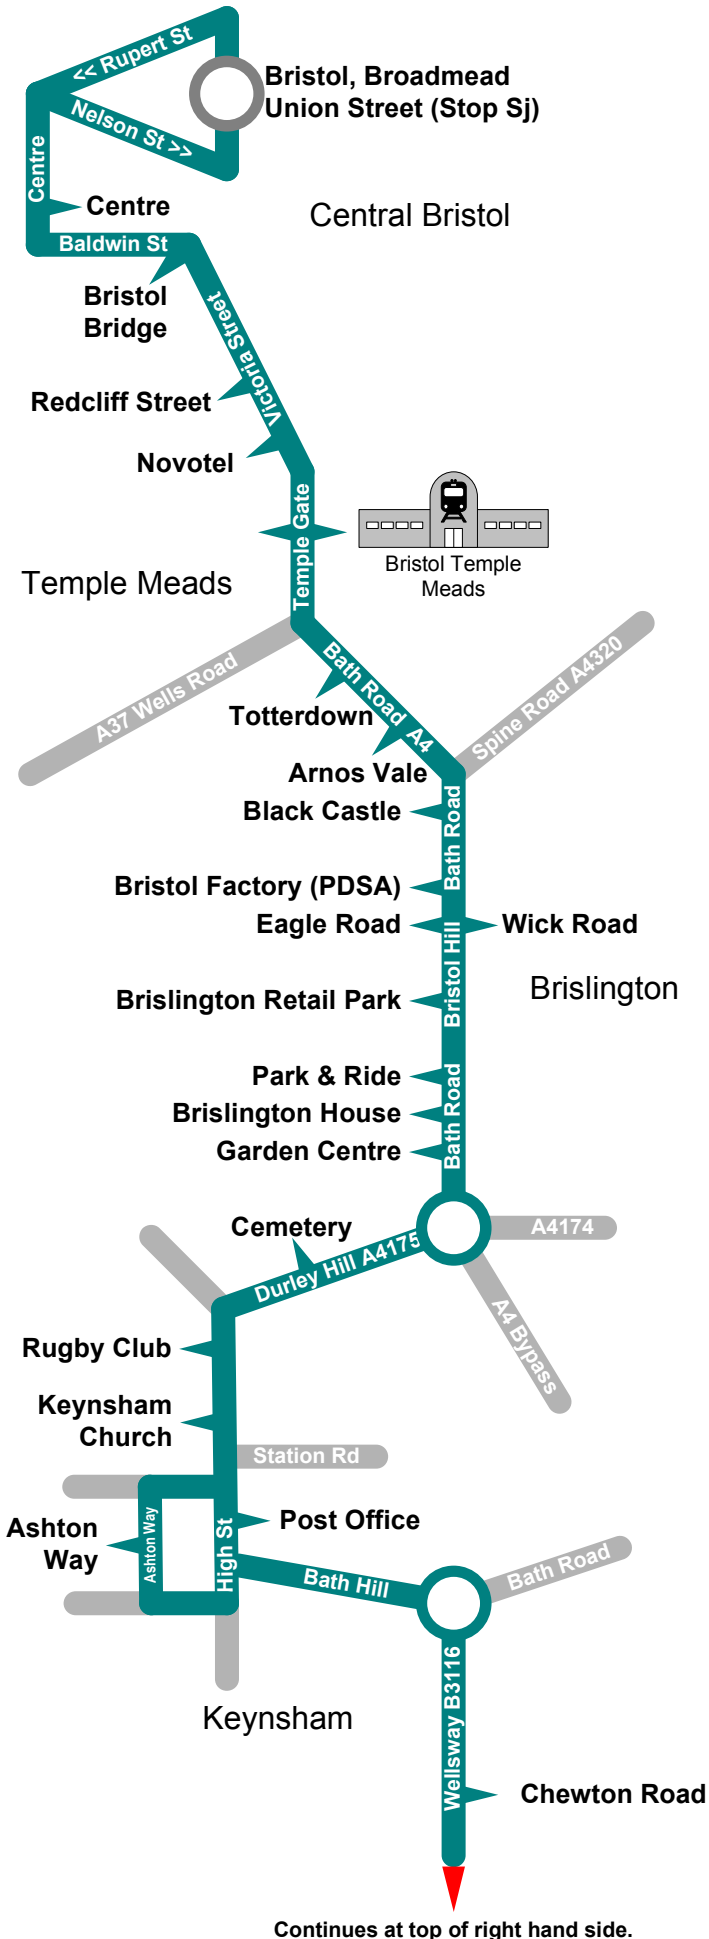 << Rupert St
Bristol, Broadmead
Union Street (Stop Sj)
Nelson St >>
Centre
Centre
Central Bristol
Baldwin St
Bristol
Bridge
Victoria Street
Redcliff Street
Novotel
Temple Gate
Bristol Temple
Meads
Temple Meads
A37 Wells Road
Bath Road A4
Spine Road A4320
Totterdown
Arnos Vale
Black Castle
Bath Road
Bristol Factory (PDSA)
Eagle Road
Wick Road
Bristol Hill
Brislington
Brislington Retail Park
Park & Ride
Bath Road
Brislington House
Garden Centre
Cemetery
A4174
Durley Hill A4175
A4 Bypass
Rugby Club
Keynsham
Church
Station Rd
Ashton
Way
Ashton Way
High St
Post Office
Bath Hill
Bath Road
Keynsham
Wellsway B3116
Chewton Road
Continues at top of right hand side.